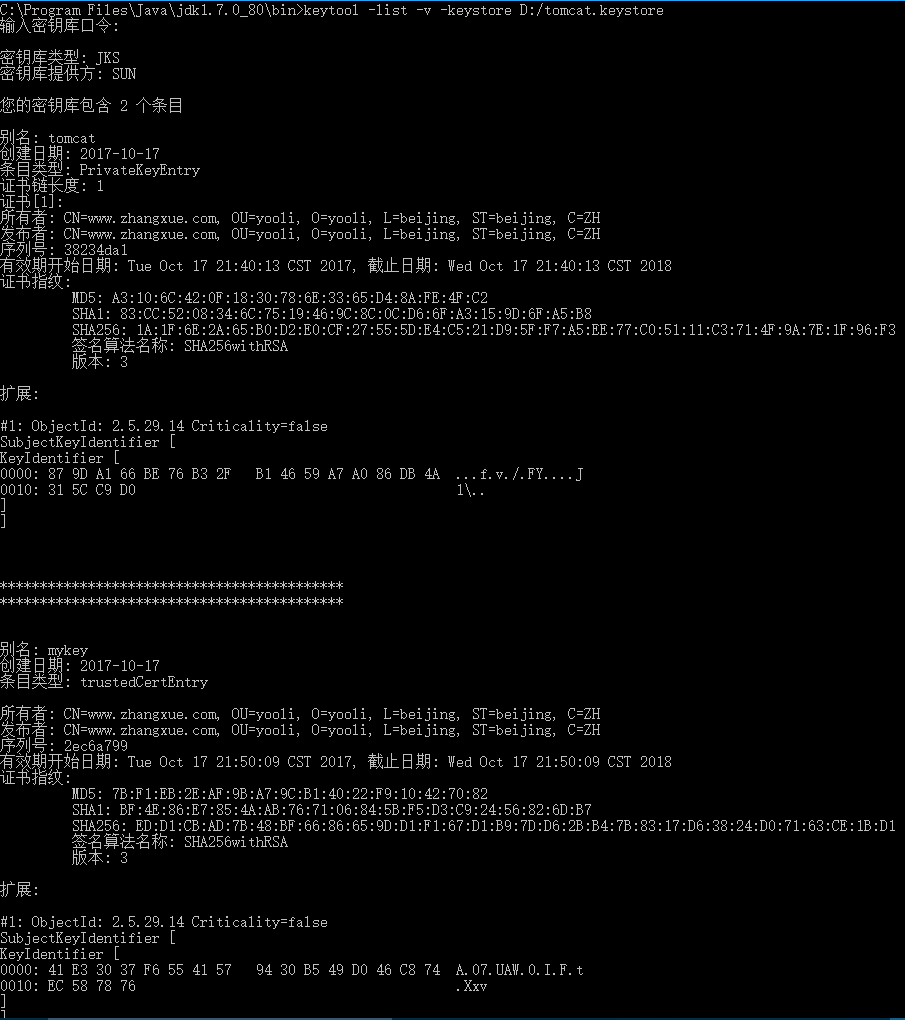 C:\Program Files\Java\jdk1.7.0_80\bin>keytool -list -v -keystore D:/tomcat.keystore
输入密钥库口令:
密钥库类型: JKS
密钥库提供方: SUN
您的密钥库包含 2 个条目
别名: tomcat
创建日期: 2017-10-17
条目类型: PrivateKeyEntry
证书链长度: 1
证书[1]:
所有者: CN=www.zhangxue.com, OU=yooli, O=yooli, L=beijing, ST=beijing, C=ZH
发布者: CN=www.zhangxue.com, OU=yooli, O=yooli, L=beijing, ST=beijing, C=ZH
序列号: 38234da1
有效期开始日期: Tue Oct 17 21:40:13 CST 2017, 截止日期: Wed Oct 17 21:40:13 CST 2018
证书指纹:
MD5: A3:10:6C:42:0F:18:30:78:6E:33:65:D4:8A:FE:4F:C2
SHA1: 83:CC:52:08:34:6C:75:19:46:9C:8C:0C:D6:6F:A3:15:9D:6F:A5:B8
SHA256: 1A:1F:6E:2A:65:B0:D2:E0:CF:27:55:5D:E4:C5:21:D9:5F:F7:A5:EE:77:C0:51:11:C3:71:4F:9A:7E:1F:96:F3
签名算法名称: SHA256withRSA
版本: 3
扩展:
#1: ObjectId: 2.5.29.14 Criticality=false
SubjectKeyIdentifier [
KeyIdentifier [
0000: 87 9D A1 66 BE 76 B3 2F   B1 46 59 A7 A0 86 DB 4A  ...f.v./.FY....J
0010: 31 5C C9 D0                                        1\..
]
]
*******************************************
*******************************************
别名: mykey
创建日期: 2017-10-17
条目类型: trustedCertEntry
所有者: CN=www.zhangxue.com, OU=yooli, O=yooli, L=beijing, ST=beijing, C=ZH
发布者: CN=www.zhangxue.com, OU=yooli, O=yooli, L=beijing, ST=beijing, C=ZH
序列号: 2ec6a799
有效期开始日期: Tue Oct 17 21:50:09 CST 2017, 截止日期: Wed Oct 17 21:50:09 CST 2018
证书指纹:
MD5: 7B:F1:EB:2E:AF:9B:A7:9C:B1:40:22:F9:10:42:70:82
SHA1: BF:4E:86:E7:85:4A:AB:76:71:06:84:5B:F5:D3:C9:24:56:82:6D:B7
SHA256: ED:D1:CB:AD:7B:48:BF:66:86:65:9D:D1:F1:67:D1:B9:7D:D6:2B:B4:7B:83:17:D6:38:24:D0:71:63:CE:1B:D1
签名算法名称: SHA256withRSA
版本: 3
扩展:
#1: ObjectId: 2.5.29.14 Criticality=false
SubjectKeyIdentifier [
KeyIdentifier [
0000: 41 E3 30 37 F6 55 41 57   94 30 B5 49 D0 46 C8 74  A.07.UAW.0.I.F.t
0010: EC 58 78 76                                        .Xxv
]
]